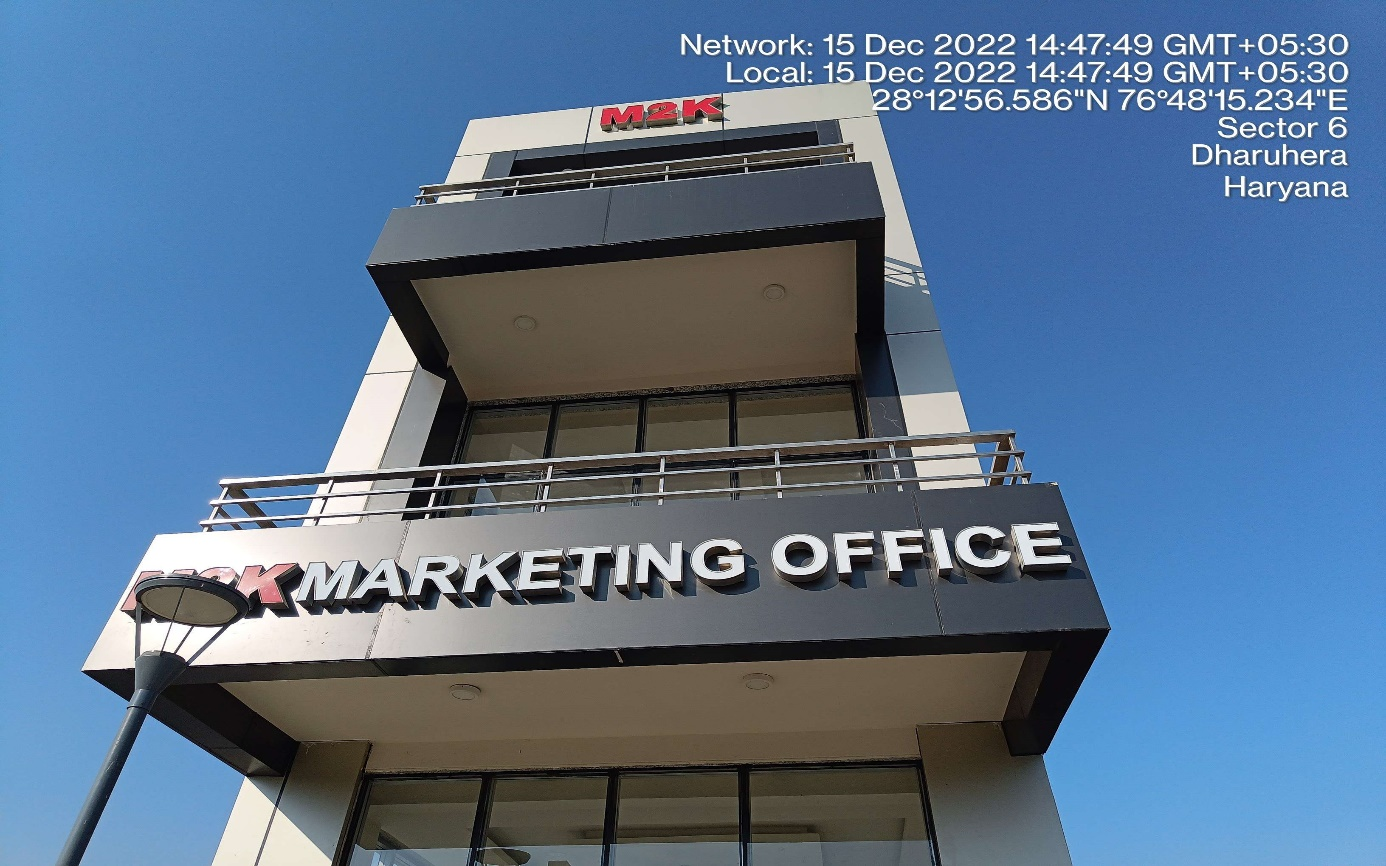 Network: 15 Dec 2022 14:47:49 GMT+05:30
Local: 15 Dec 2022 14:47:49 GMT+05:30
28°12'56.586"N 76°48'15.234"E
Sector 6
Dharuhera
Haryana
M2K
M2K MARKETING OFFICE